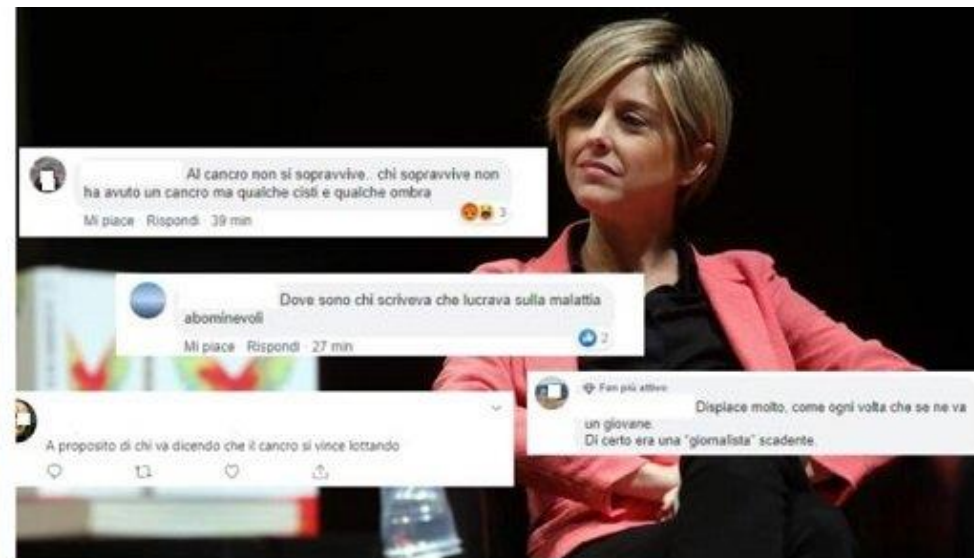 Al cancro non si sopravvive.. chi sopravvive non
ha avuto un cancro ma qualche cisti e qualche ombra
Mi piace Rispondi · 39 min
3
Dove sono chi scriveva che lucrava sulla malattia
abominevoli
Mi piace Rispondi · 27 min
2
Fan più attivo
Dispiace molto, come ogni volta che se ne va
un giovane.
Di certo era una "giornalista" scadente.
A proposito di chi va dicendo che il cancro si vince lottando